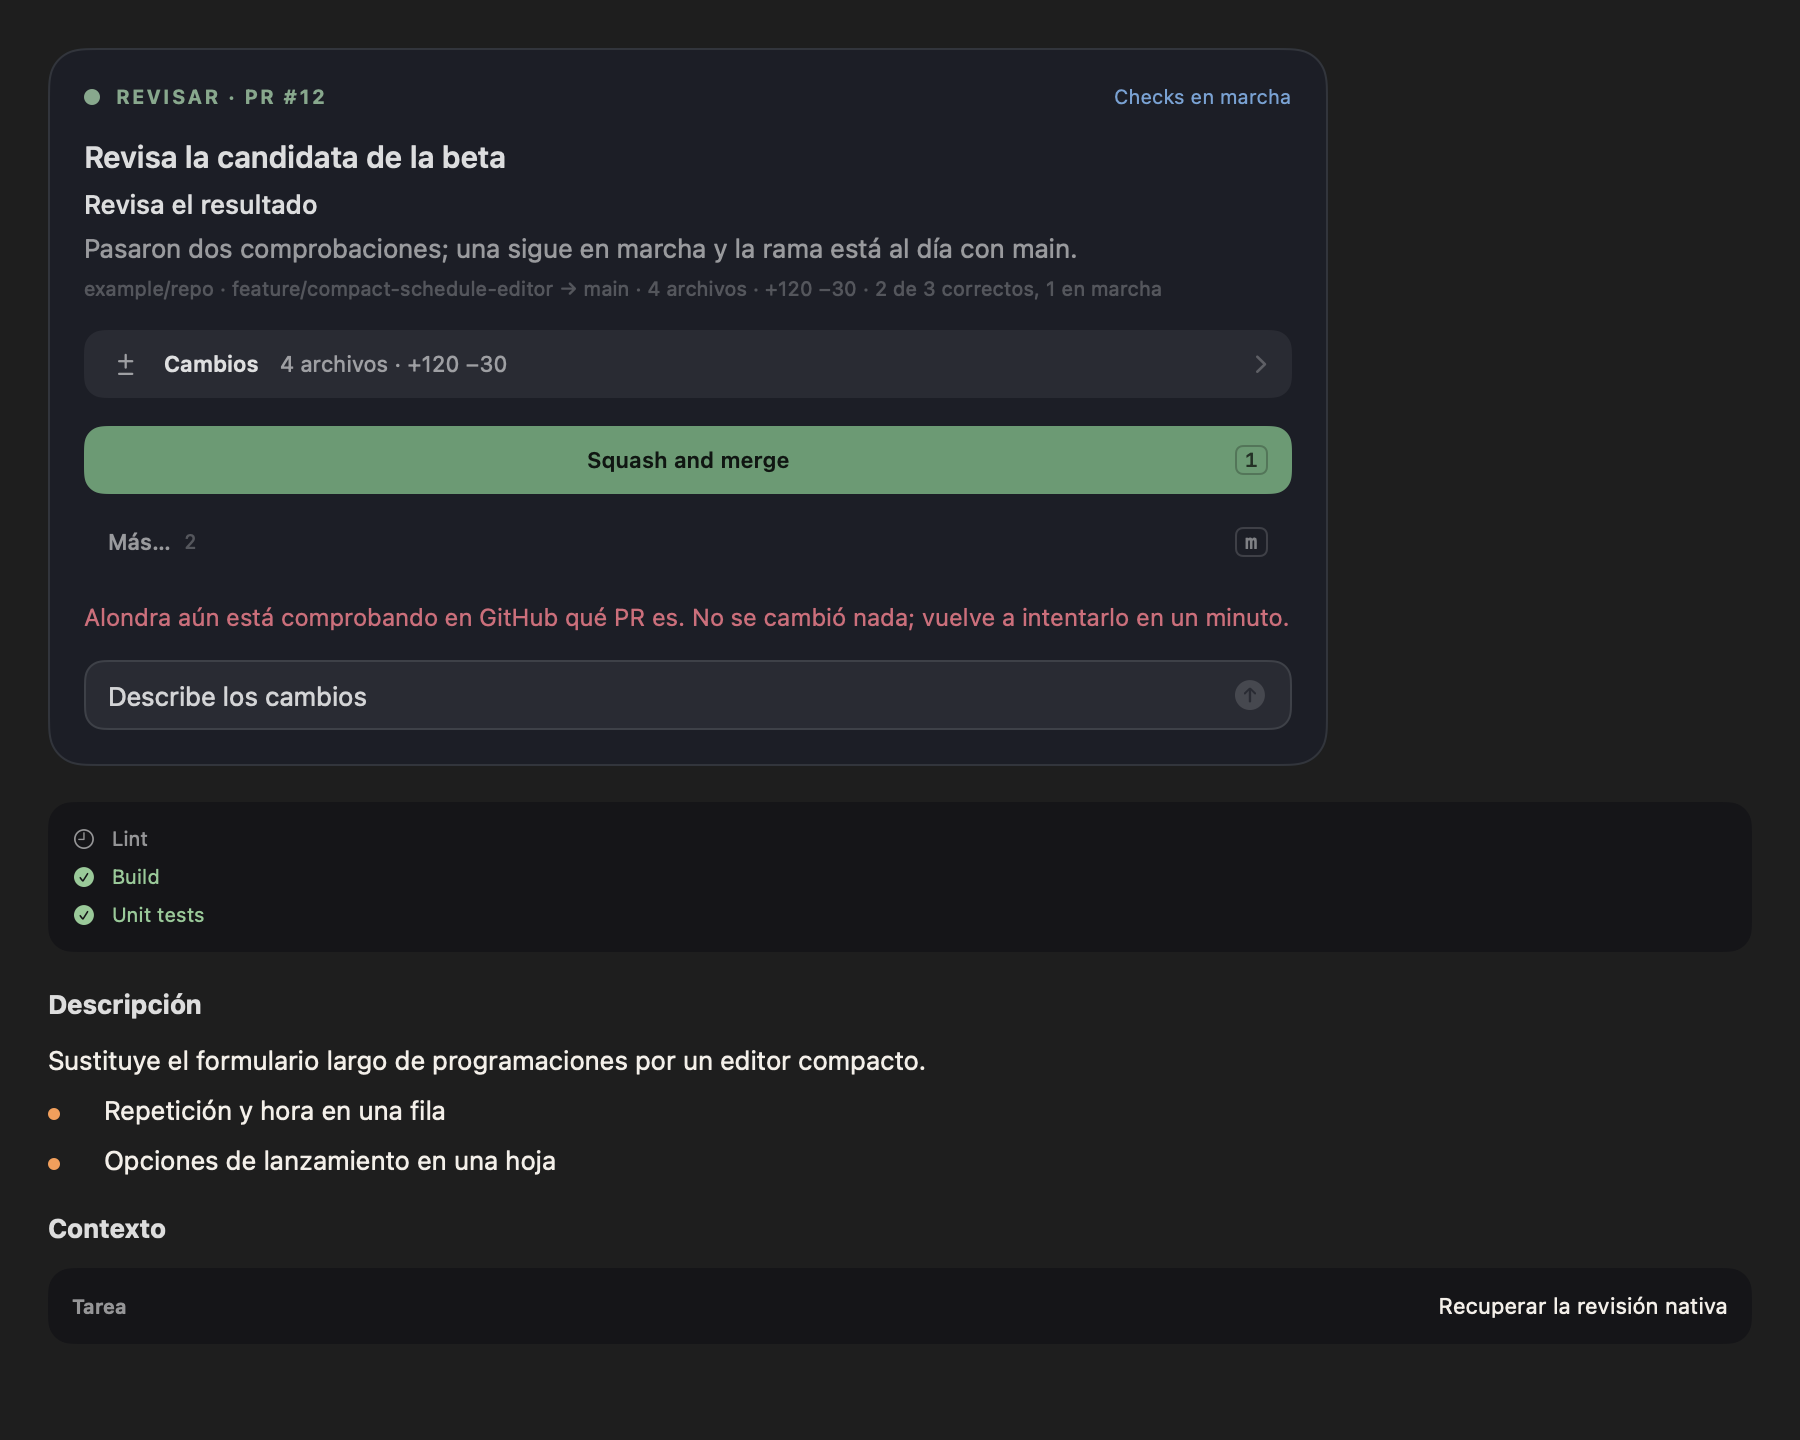 REVISAR · PR #12
Checks en marcha
Revisa la candidata de la beta
Revisa el resultado
Pasaron dos comprobaciones; una sigue en marcha y la rama está al día con main.
example/repo · feature/compact-schedule-editor → main · 4 archivos · +120 −30 · 2 de 3 correctos, 1 en marcha
± Cambios 4 archivos · +120 −30
Squash and merge 1
Más... 2 m
Alondra aún está comprobando en GitHub qué PR es. No se cambió nada; vuelve a intentarlo en un minuto.
Describe los cambios
Lint
Build
Unit tests
Descripción
Sustituye el formulario largo de programaciones por un editor compacto.
Repetición y hora en una fila
Opciones de lanzamiento en una hoja
Contexto
Tarea Recuperar la revisión nativa